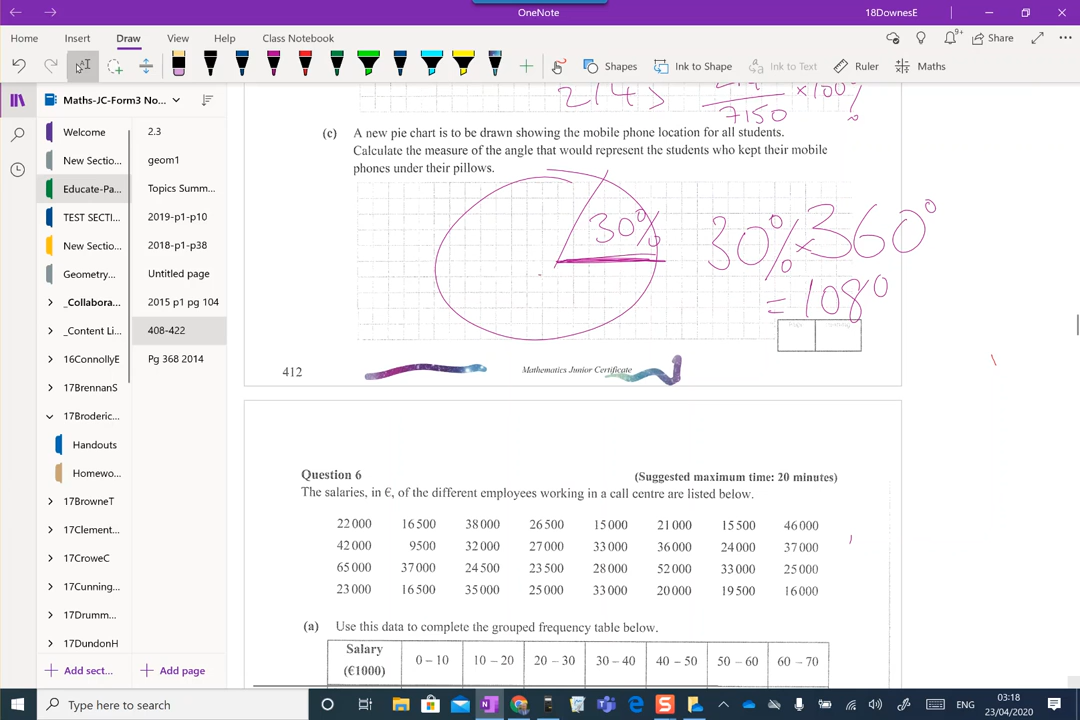 OneNote
18DownesE
Home
Insert
Draw
View
Help
Class Notebook
9+
Share
Shapes
Ink to Shape
Ink to Text
Ruler
Maths
Maths-JC-Form3 No...
Welcome
New Sectio...
Educate-Pa...
TEST SECTI...
New Sectio...
Geometry...
_Collabora...
_Content Li...
16ConnollyE
17BrennanS
17Broderic...
Handouts
Homewo...
17BrowneT
17Clement...
17CroweC
17Cunning...
17Drumm...
17DundonH
Add sect...
2.3
geom1
Topics Summ...
2019-p1-p10
2018-p1-p38
Untitled page
2015 p1 pg 104
408-422
Pg 368 2014
Add page
2145
7150
×100%
(c) A new pie chart is to be drawn showing the mobile phone location for all students.
Calculate the measure of the angle that would represent the students who kept their mobile
phones under their pillows.
30%
30% × 360°
= 108°
412
Mathematics Junior Certificate
Question 6
(Suggested maximum time: 20 minutes)
The salaries, in €, of the different employees working in a call centre are listed below.
22 000 16 500 38 000 26 500 15 000 21 000 15 500 46 000
42 000 9500 32 000 27 000 33 000 36 000 24 000 37 000
65 000 37 000 24 500 23 500 28 000 52 000 33 000 25 000
23 000 16 500 35 000 25 000 33 000 20 000 19 500 16 000
(a) Use this data to complete the grouped frequency table below.
Salary
(€1000)
0 – 10 10 – 20 20 – 30 30 – 40 40 – 50 50 – 60 60 – 70
Type here to search
ENG
03:18
23/04/2020